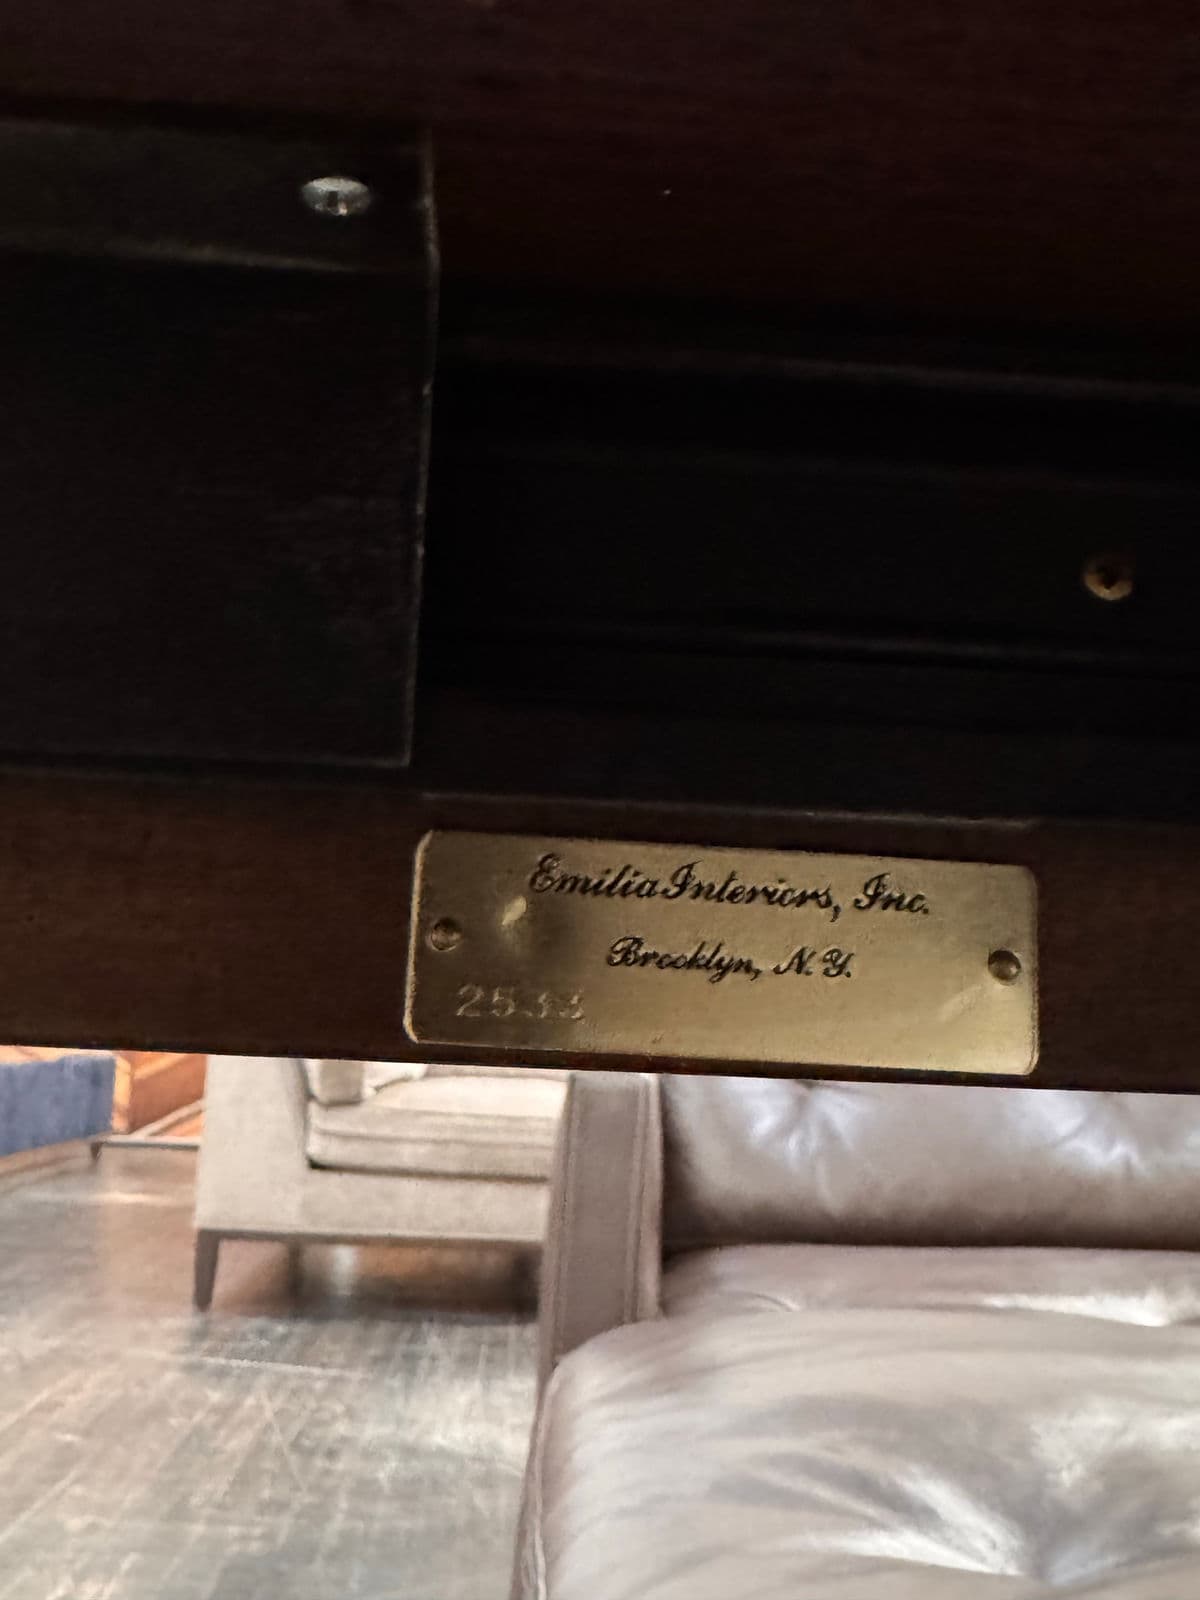 Emilia Interiors, Inc.
Brooklyn, N.Y.